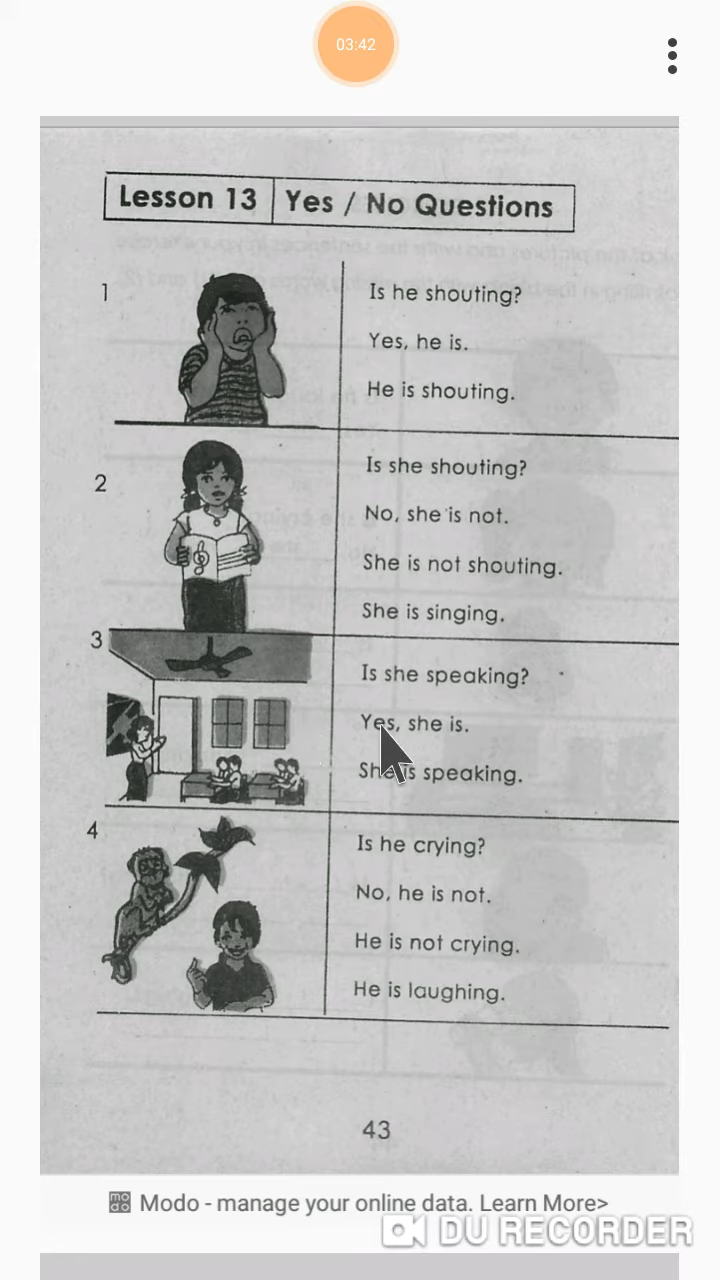 03:42
Lesson 13 Yes / No Questions
1
Is he shouting?
Yes, he is.
He is shouting.
2
Is she shouting?
No, she is not.
She is not shouting.
She is singing.
3
Is she speaking?
Yes, she is.
She is speaking.
4
Is he crying?
No, he is not.
He is not crying.
He is laughing.
43
modo Modo - manage your online data. Learn More>
DU RECORDER